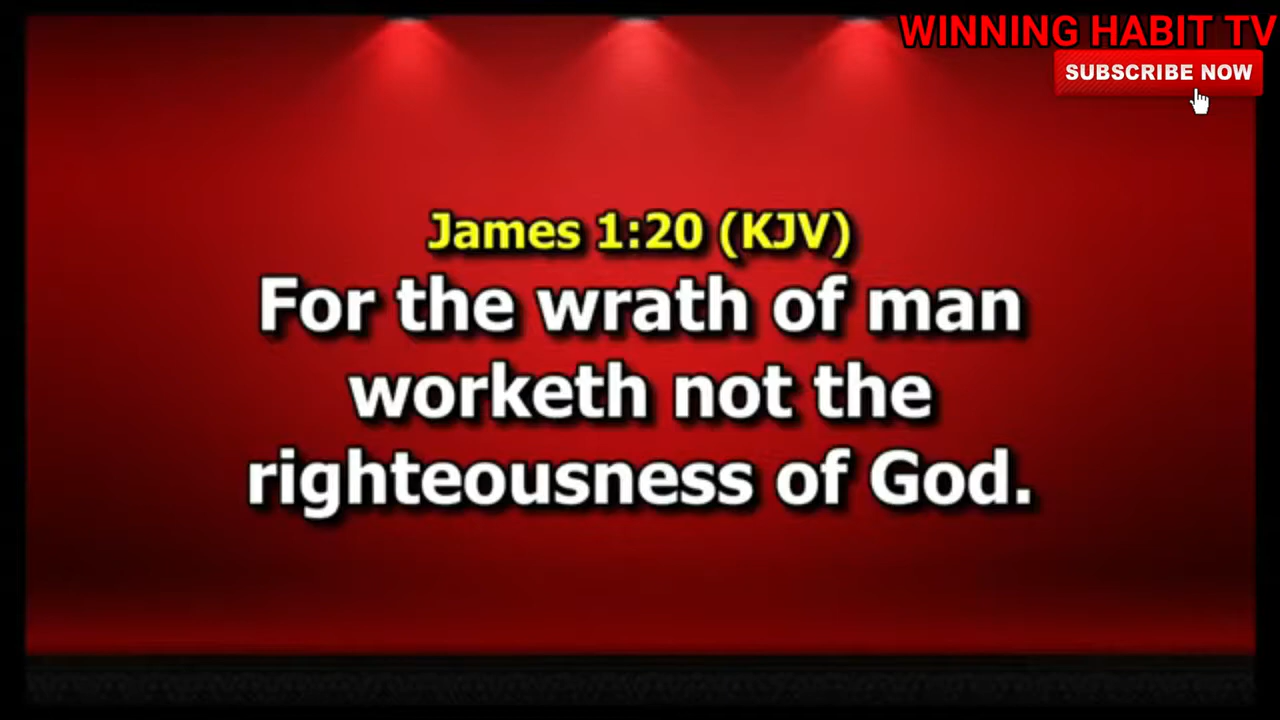 WINNING HABIT TV
SUBSCRIBE NOW
James 1:20 (KJV)
For the wrath of man
worketh not the
righteousness of God.